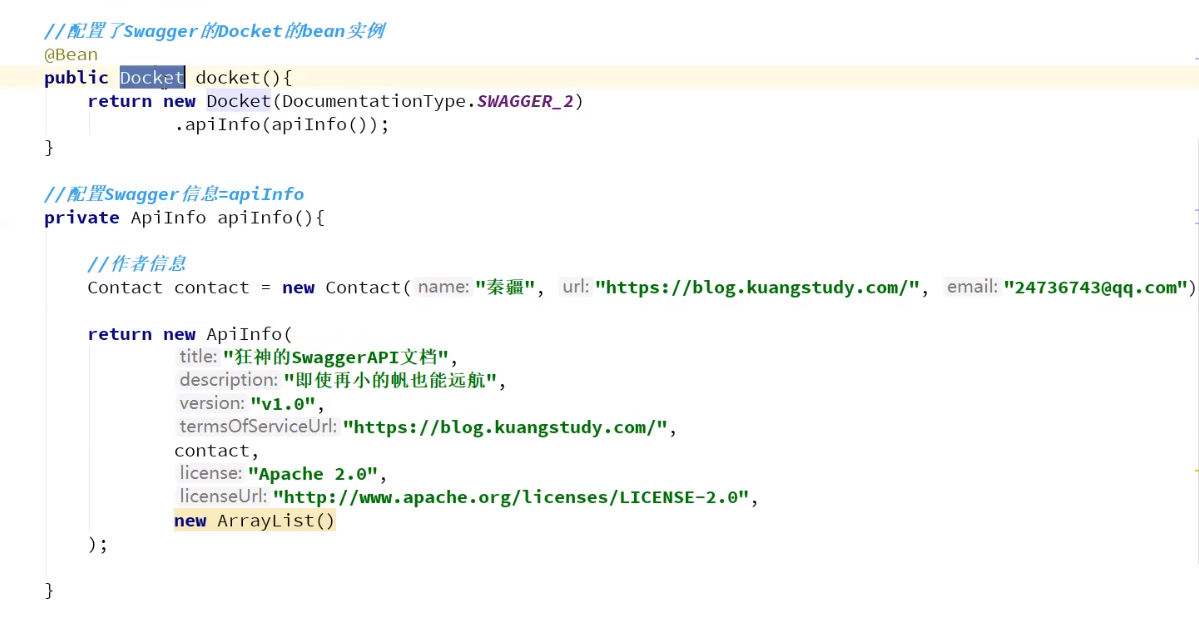 //配置了Swagger的Docket的bean实例
@Bean
public Docket docket(){
return new Docket(DocumentationType.SWAGGER_2)
.apiInfo(apiInfo());
}
//配置Swagger信息=apiInfo
private ApiInfo apiInfo(){
//作者信息
Contact contact = new Contact( name: "秦疆", url: "https://blog.kuangstudy.com/", email: "24736743@qq.com")
return new ApiInfo(
title: "狂神的SwaggerAPI文档",
description: "即使再小的帆也能远航",
version: "v1.0",
termsOfServiceUrl: "https://blog.kuangstudy.com/",
contact,
license: "Apache 2.0",
licenseUrl: "http://www.apache.org/licenses/LICENSE-2.0",
new ArrayList()
);
}